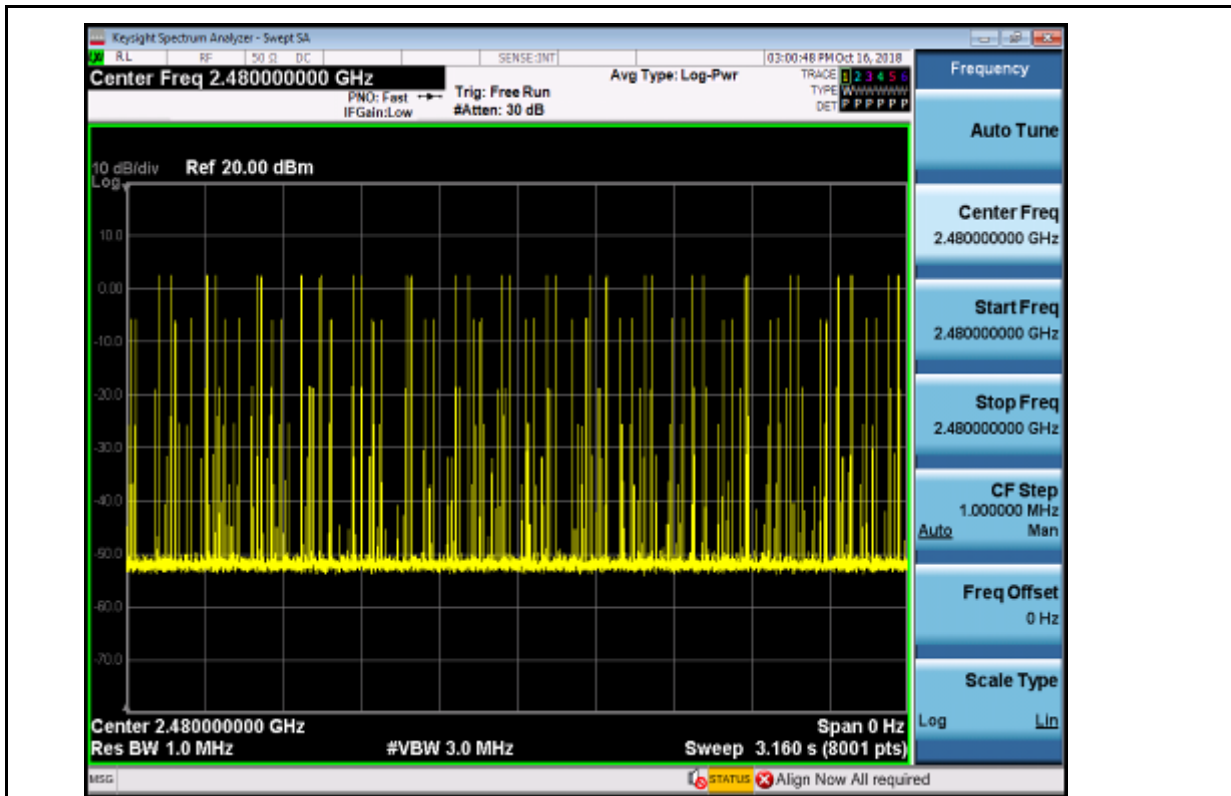 Keysight Spectrum Analyzer - Swept SA
RL RF 50 Ω DC SENSE:INT 03:00:48 PM Oct 16, 2018
Center Freq 2.480000000 GHz
PNO: Fast
IFGain:Low
Trig: Free Run
#Atten: 30 dB
Avg Type: Log-Pwr
TRACE 1 2 3 4 5 6
TYPE
DET P P P P P P
10 dB/div Ref 20.00 dBm
Log
10.0
0.00
-10.0
-20.0
-30.0
-40.0
-50.0
-60.0
-70.0
Center 2.480000000 GHz Span 0 Hz
Res BW 1.0 MHz #VBW 3.0 MHz Sweep 3.160 s (8001 pts)
MSG STATUS Align Now All required
Frequency
Auto Tune
Center Freq
2.480000000 GHz
Start Freq
2.480000000 GHz
Stop Freq
2.480000000 GHz
CF Step
1.000000 MHz
Auto Man
Freq Offset
0 Hz
Scale Type
Log Lin